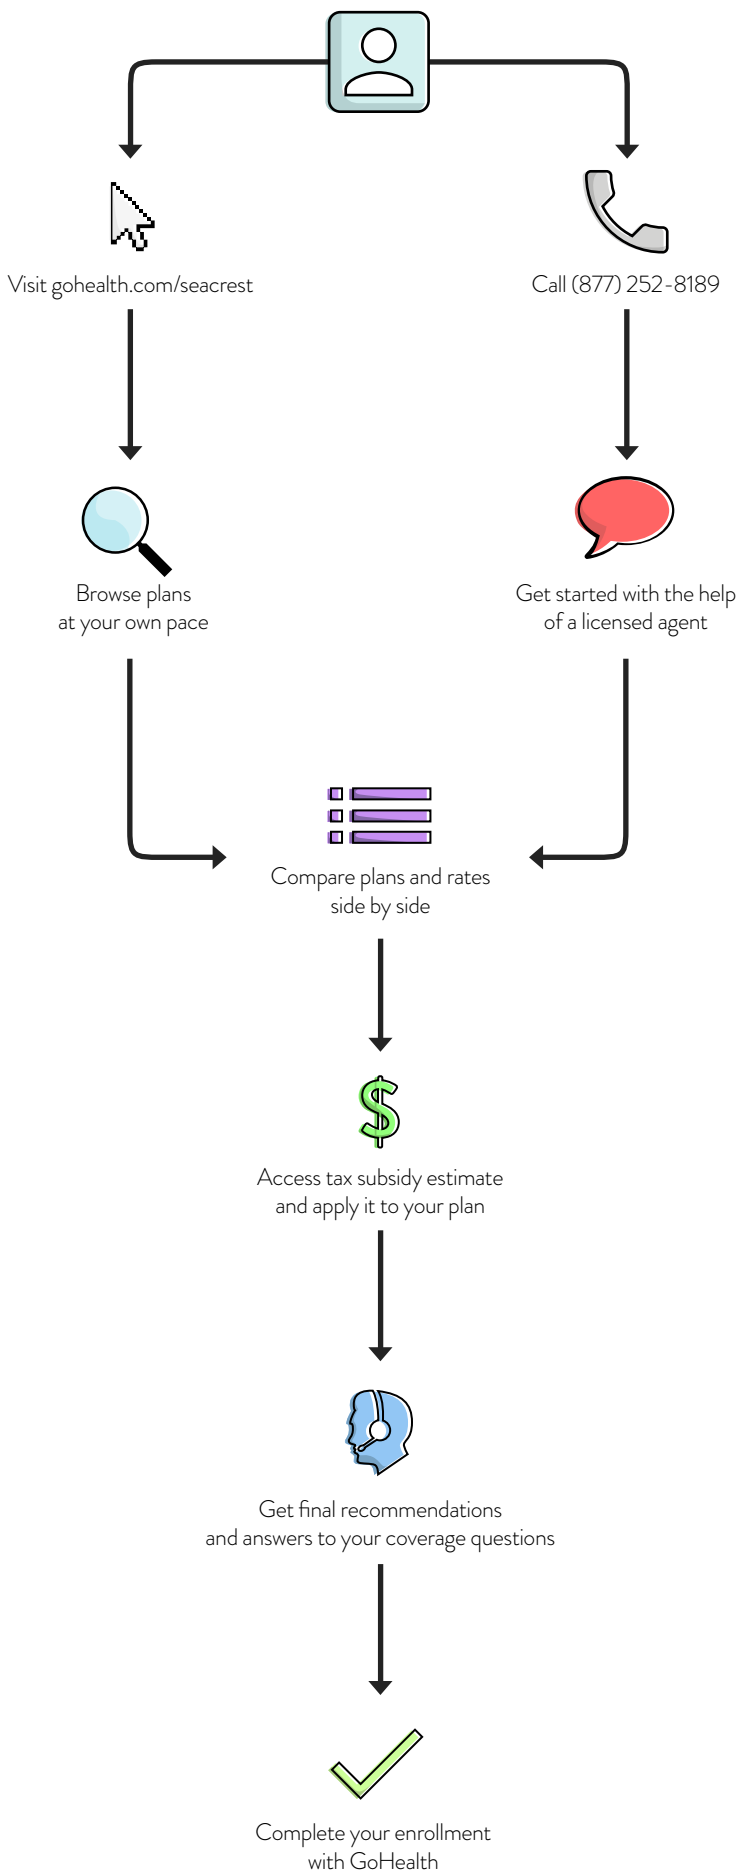 Visit gohealth.com/seacrest
Call (877) 252-8189
Browse plans
at your own pace
Get started with the help
of a licensed agent
Compare plans and rates
side by side
Access tax subsidy estimate
and apply it to your plan
Get final recommendations
and answers to your coverage questions
Complete your enrollment
with GoHealth